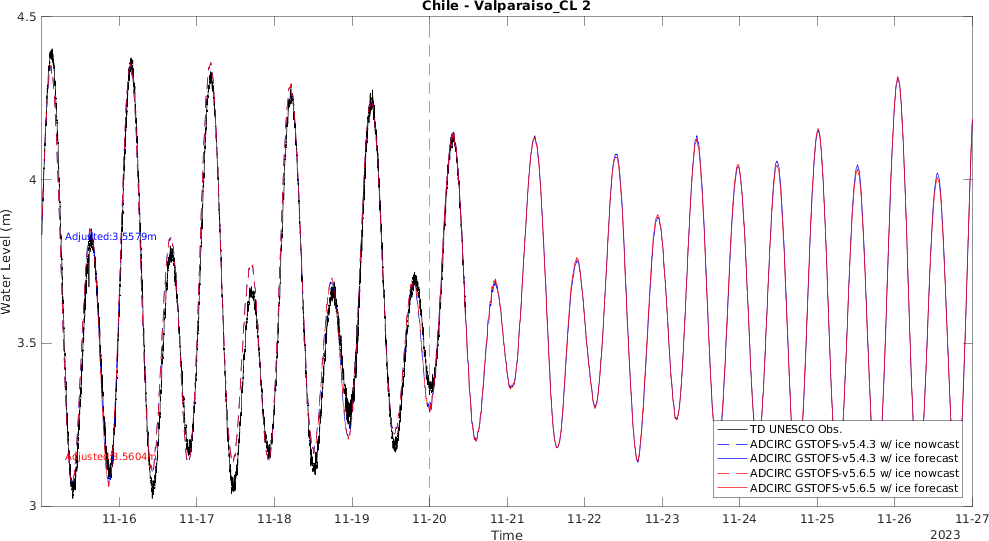 Chile - Valparaiso_CL 2
4.5
4
3.5
3
Water Level (m)
Adjusted:3.5579m
Adjusted:3.5604m
TD UNESCO Obs.
ADCIRC GSTOFS-v5.4.3 w/ ice nowcast
ADCIRC GSTOFS-v5.4.3 w/ ice forecast
ADCIRC GSTOFS-v5.6.5 w/ ice nowcast
ADCIRC GSTOFS-v5.6.5 w/ ice forecast
11-16 11-17 11-18 11-19 11-20 11-21 11-22 11-23 11-24 11-25 11-26 11-27
Time
2023